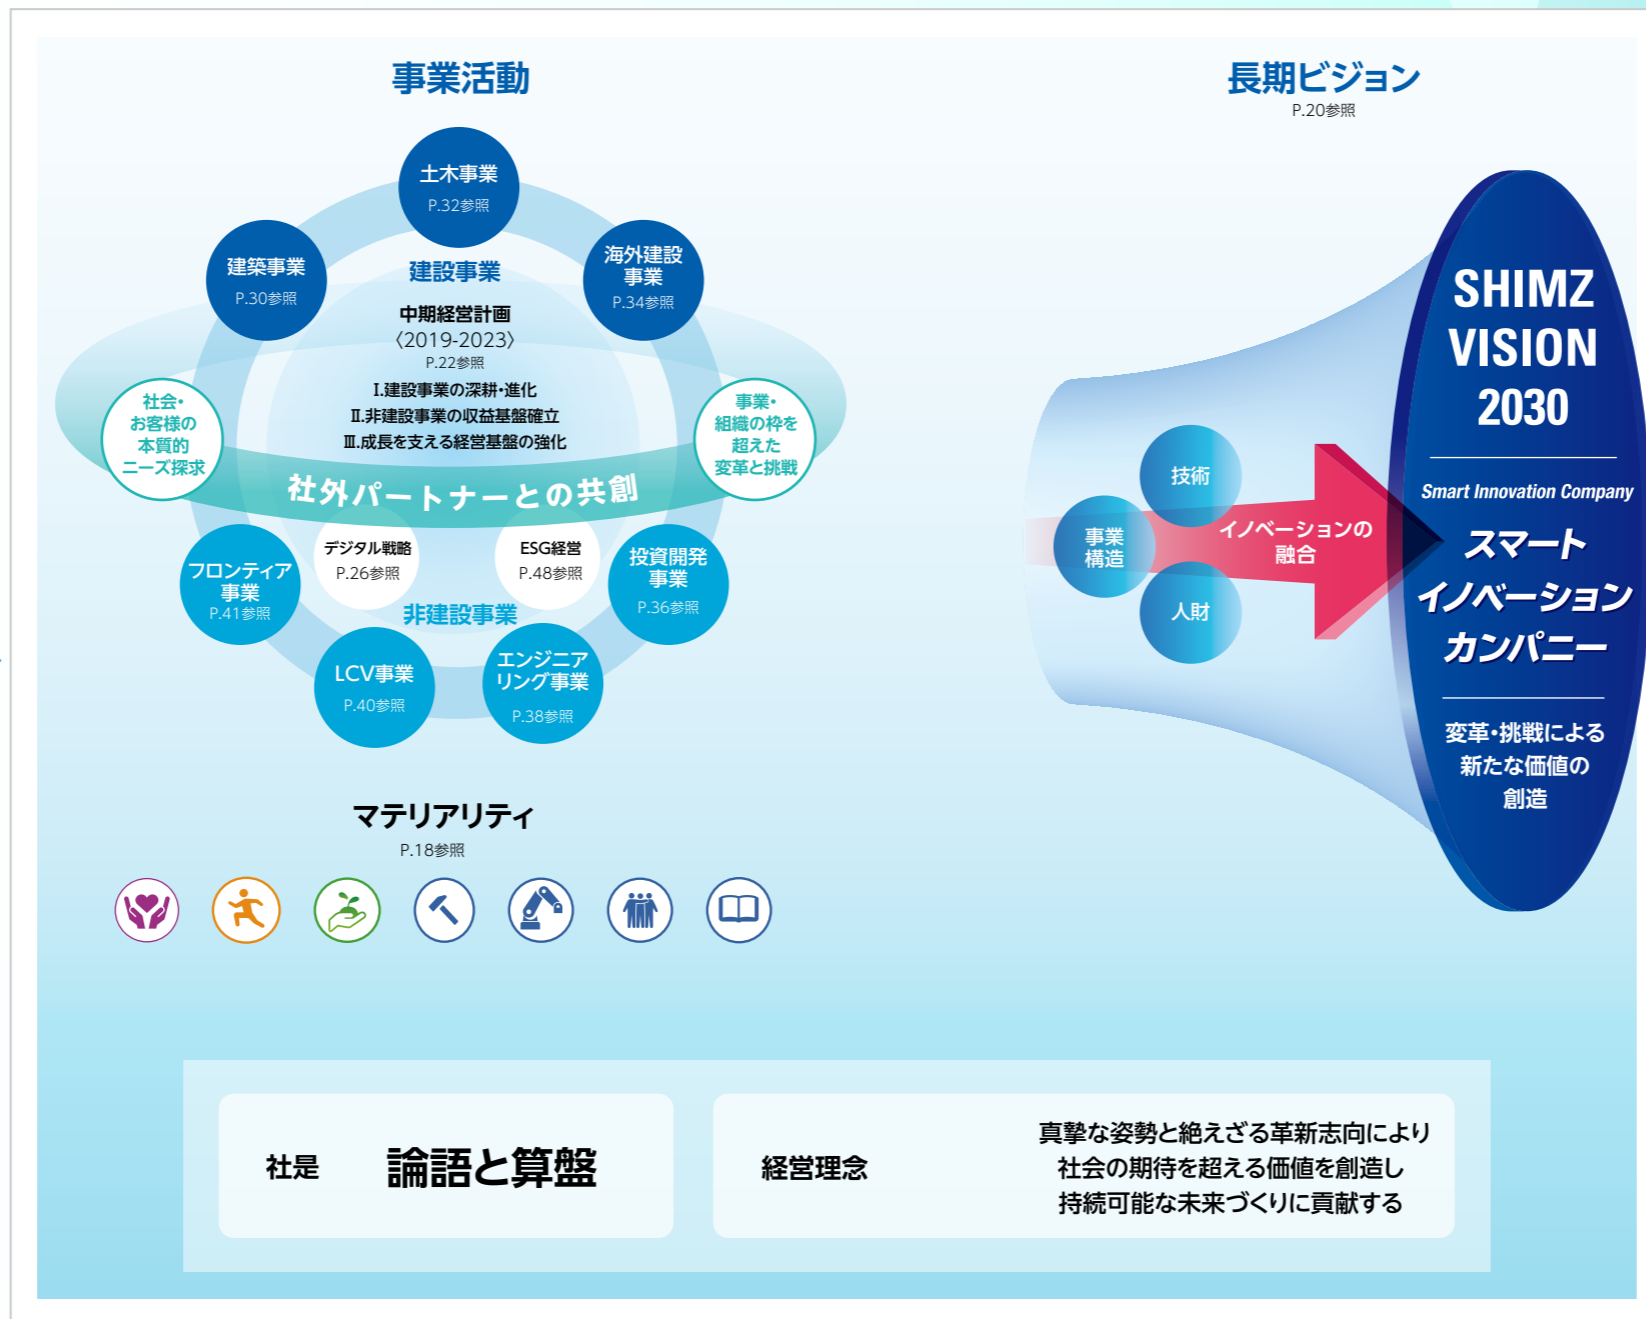 事業活動
土木事業
P.32参照
建築事業
P.30参照
海外建設
事業
P.34参照
建設事業
中期経営計画
〈2019-2023〉
P.22参照
Ⅰ.建設事業の深耕・進化
Ⅱ.非建設事業の収益基盤確立
Ⅲ.成長を支える経営基盤の強化
社会・
お客様の
本質的
ニーズ探求
事業・
組織の枠を
超えた
変革と挑戦
社外パートナーとの共創
デジタル戦略
P.26参照
ESG経営
P.48参照
フロンティア
事業
P.41参照
投資開発
事業
P.36参照
非建設事業
LCV事業
P.40参照
エンジニア
リング事業
P.38参照
マテリアリティ
P.18参照
長期ビジョン
P.20参照
技術
事業
構造
人財
イノベーションの
融合
SHIMZ
VISION
2030
Smart Innovation Company
スマート
イノベーション
カンパニー
変革・挑戦による
新たな価値の
創造
社是
論語と算盤
経営理念
真摯な姿勢と絶えざる革新志向により
社会の期待を超える価値を創造し
持続可能な未来づくりに貢献する